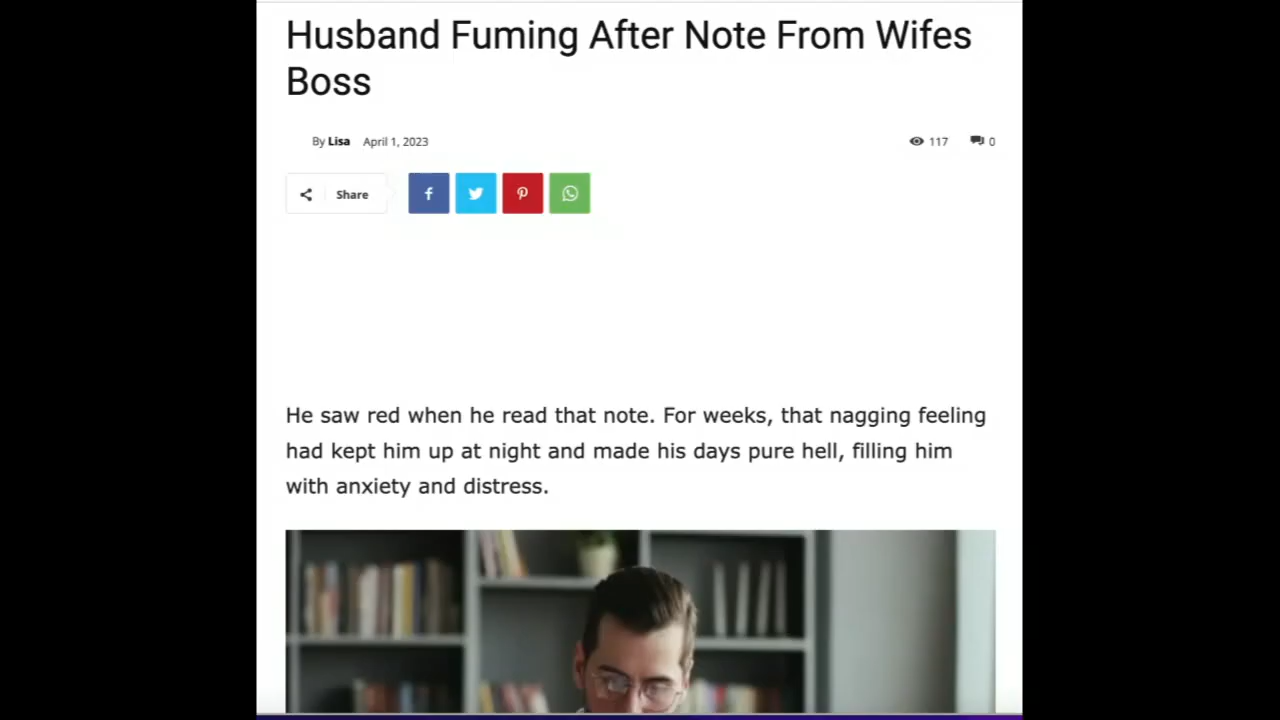 Husband Fuming After Note From Wifes
Boss
By Lisa April 1, 2023
117
0
Share
He saw red when he read that note. For weeks, that nagging feeling
had kept him up at night and made his days pure hell, filling him
with anxiety and distress.